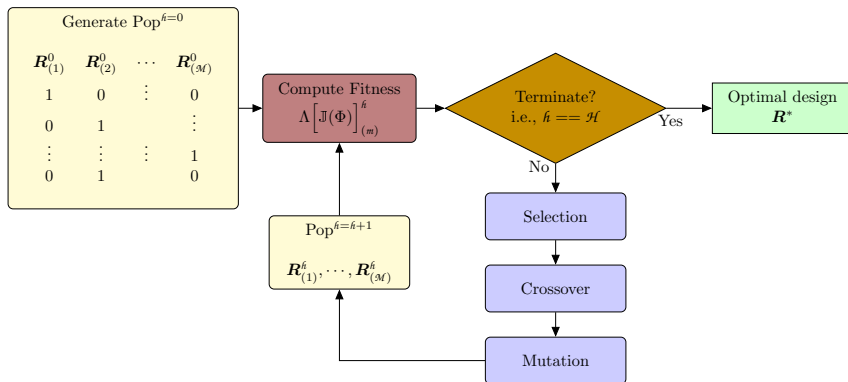 Generate Pop^{ℏ=0}
R^0_{(1)} R^0_{(2)} ⋯ R^0_{(ℳ)}
1 0 ⋮ 0
0 1 ⋮
⋮ ⋮ ⋮ 1
0 1 0
Compute Fitness
Λ[𝕁(Φ)]^ℏ_{(m)}
Terminate?
i.e., ℏ == ℋ
Yes
Optimal design
R*
No
Selection
Crossover
Mutation
Pop^{ℏ=ℏ+1}
R^ℏ_{(1)}, ⋯, R^ℏ_{(ℳ)}